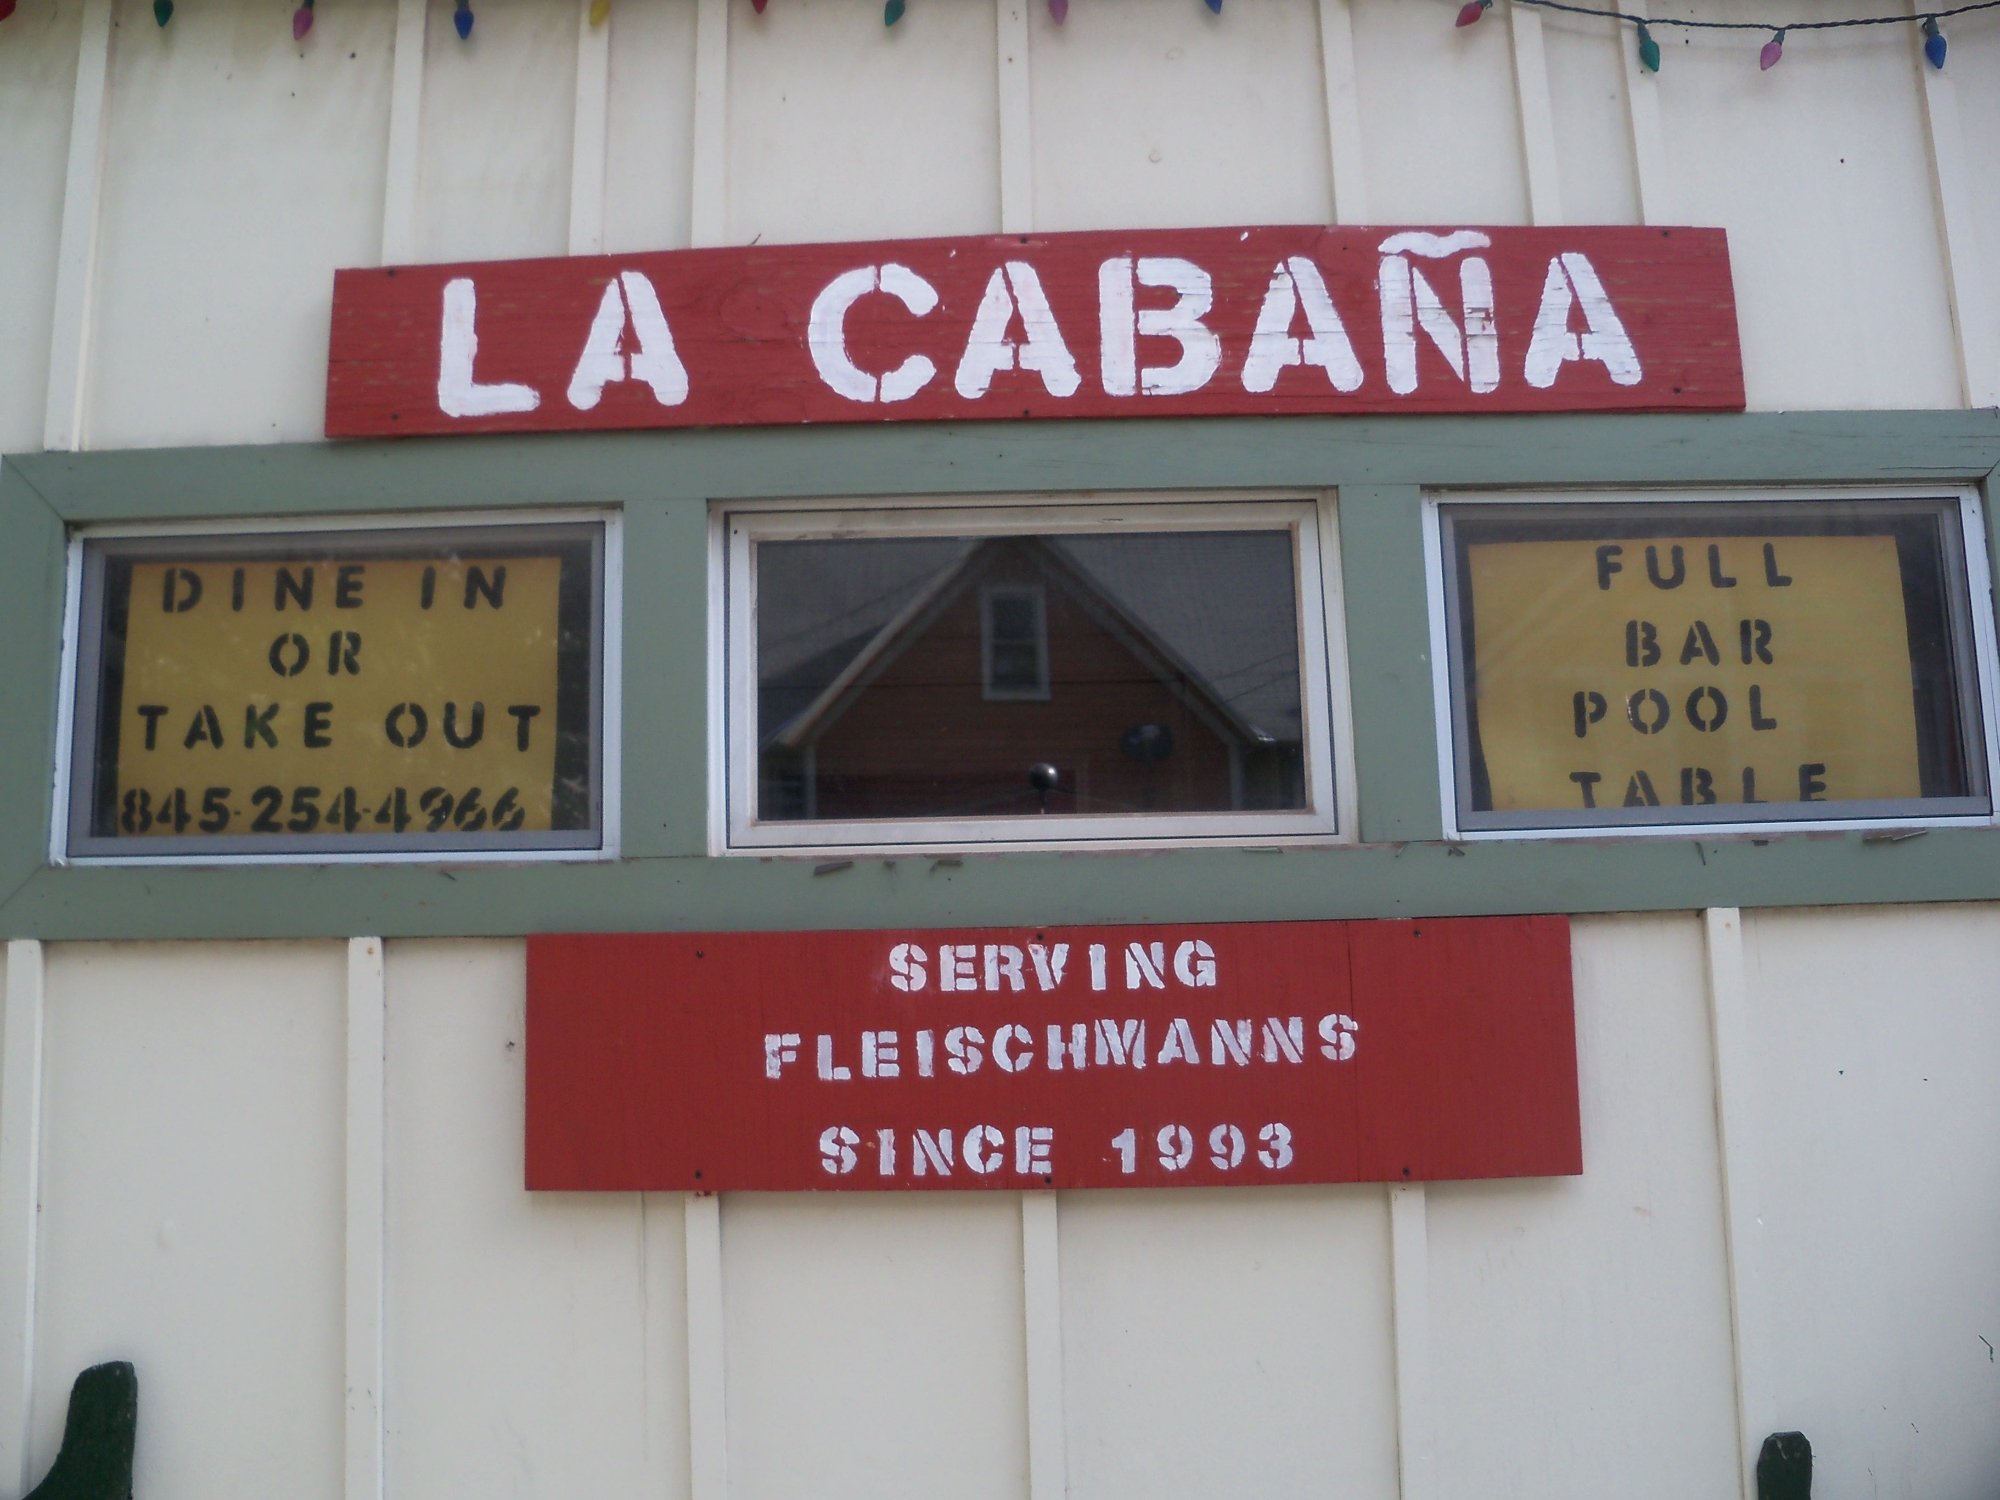 LA CABAÑA
DINE IN
OR
TAKE OUT
845-254-4966
FULL
BAR
POOL
TABLE
SERVING
FLEISCHMANNS
SINCE 1993